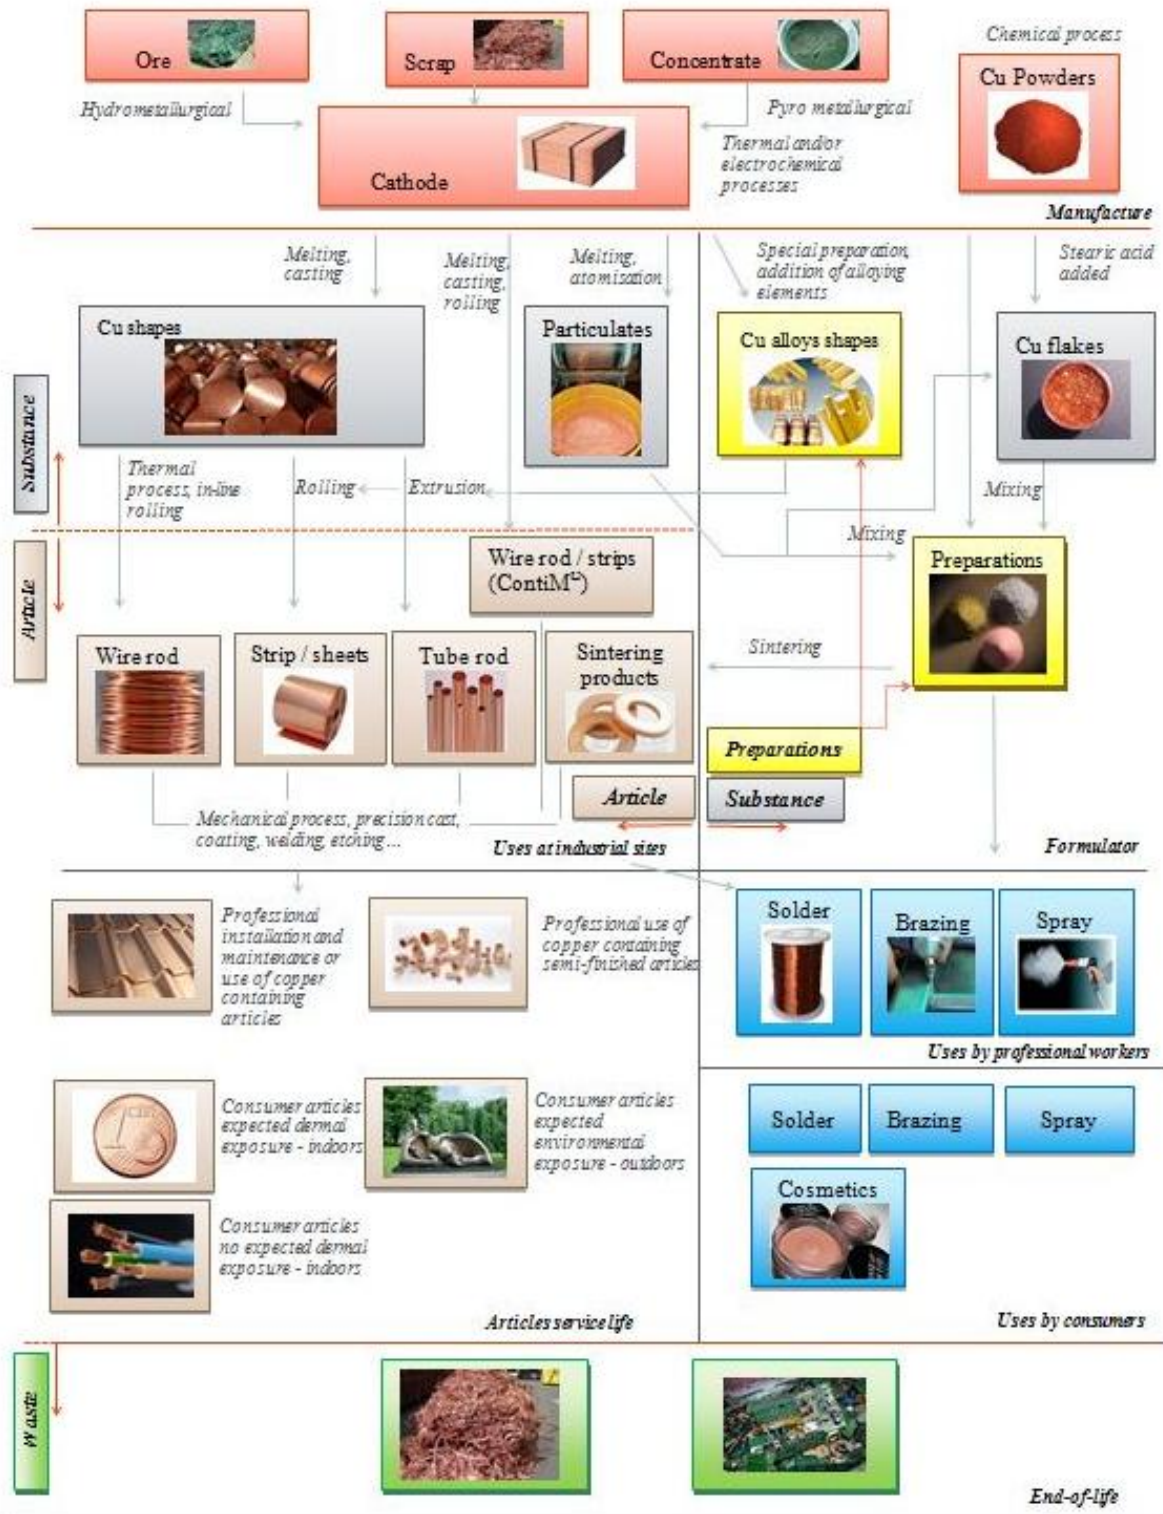 Ore
Scrap
Concentrate
Chemical process
Cu Powders
Hydrometallurgical
Pyro metallurgical
Thermal and/or
electrochemical
processes
Cathode
Manufacture
Melting,
casting
Melting,
casting,
rolling
Melting,
atomisation
Special preparation,
addition of alloying
elements
Stearic acid
added
Cu shapes
Particulates
Cu alloys shapes
Cu flakes
Substance
Thermal
process, in-line
rolling
Rolling
Extrusion
Mixing
Mixing
Article
Wire rod / strips
Preparations
Wire rod
Strip / sheets
Tube rod
Sintering
products
Sintering
Preparations
Article
Substance
Mechanical process, precision cast,
coating, welding, etching...
Uses at industrial sites
Formulator
Professional
installation and
maintenance or
use of copper
containing
articles
Professional use of
copper containing
semi-finished articles
Solder
Brazing
Spray
Uses by professional workers
Consumer articles
expected dermal
exposure - indoors
Consumer articles
expected
environmental
exposure - outdoors
Solder
Brazing
Spray
Cosmetics
Consumer articles
no expected dermal
exposure - indoors
Articles service life
Uses by consumers
Waste
End-of-life